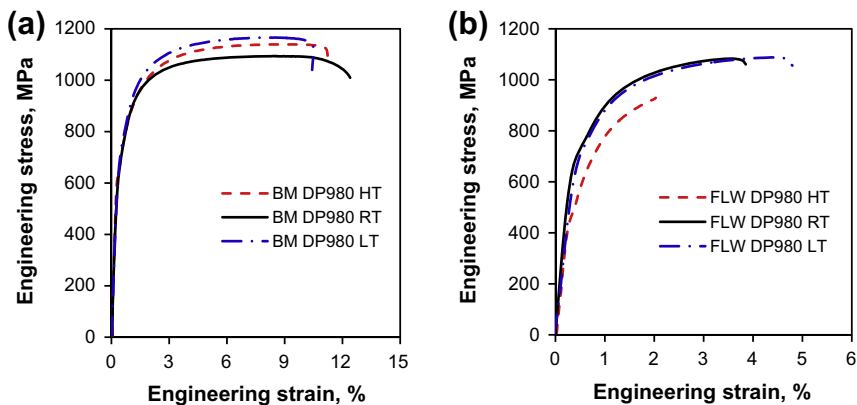 (a)
Engineering stress, MPa
1200
1000
800
600
400
200
0
BM DP980 HT
BM DP980 RT
BM DP980 LT
0 3 6 9 12 15
Engineering strain, %
(b)
Engineering stress, MPa
1200
1000
800
600
400
200
0
FLW DP980 HT
FLW DP980 RT
FLW DP980 LT
0 1 2 3 4 5 6
Engineering strain, %